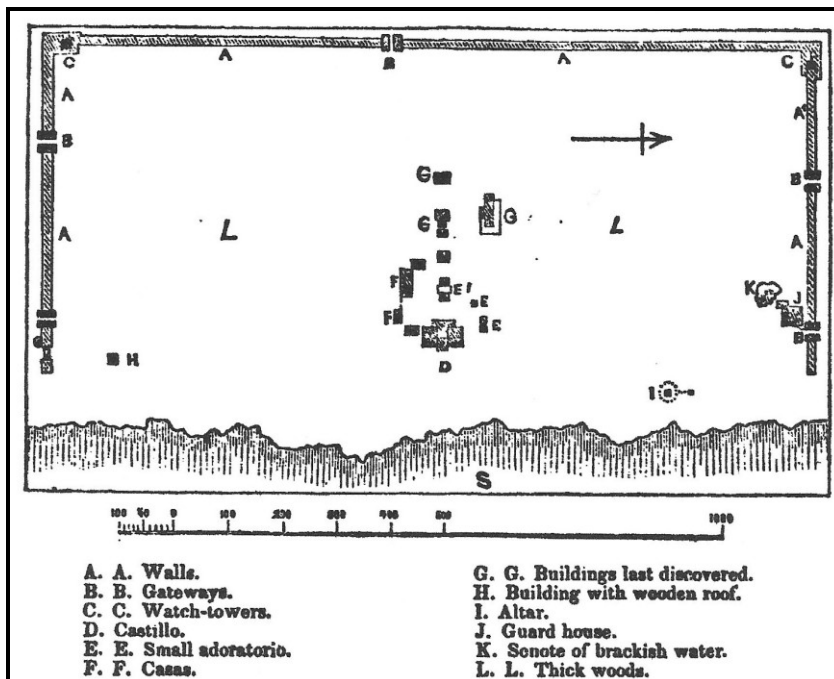 C A B A C
A A
B B
G
G G
L L
A A
F E
K J
E
F E
B
H D
I
S
100 50 0 100 200 300 400 500 1000
A. A. Walls.
B. B. Gateways.
C. C. Watch-towers.
D. Castillo.
E. E. Small adoratorio.
F. F. Casas.
G. G. Buildings last discovered.
H. Building with wooden roof.
I. Altar.
J. Guard house.
K. Senote of brackish water.
L. L. Thick woods.